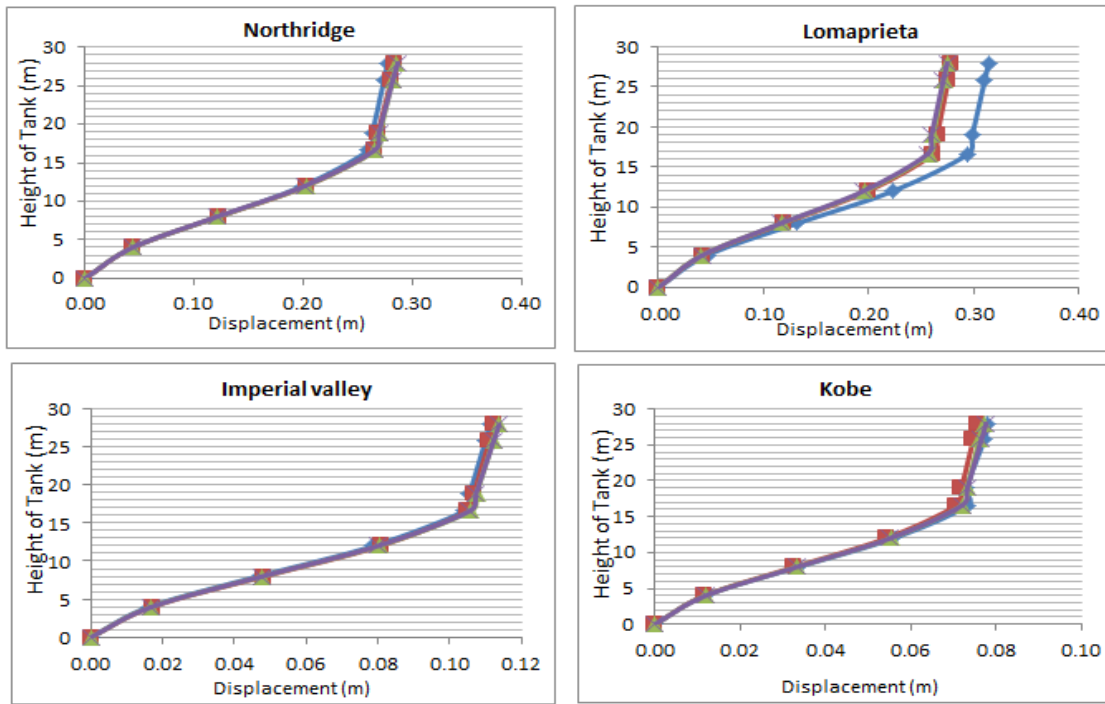 Northridge
Height of Tank (m)
30
25
20
15
10
5
0
0.00 0.10 0.20 0.30 0.40
Displacement (m)
Lomaprieta
Height of Tank (m)
30
25
20
15
10
5
0
0.00 0.10 0.20 0.30 0.40
Displacement (m)
Imperial valley
Height of Tank (m)
30
25
20
15
10
5
0
0.00 0.02 0.04 0.06 0.08 0.10 0.12
Displacement (m)
Kobe
Height of Tank (m)
30
25
20
15
10
5
0
0.00 0.02 0.04 0.06 0.08 0.10
Displacement (m)